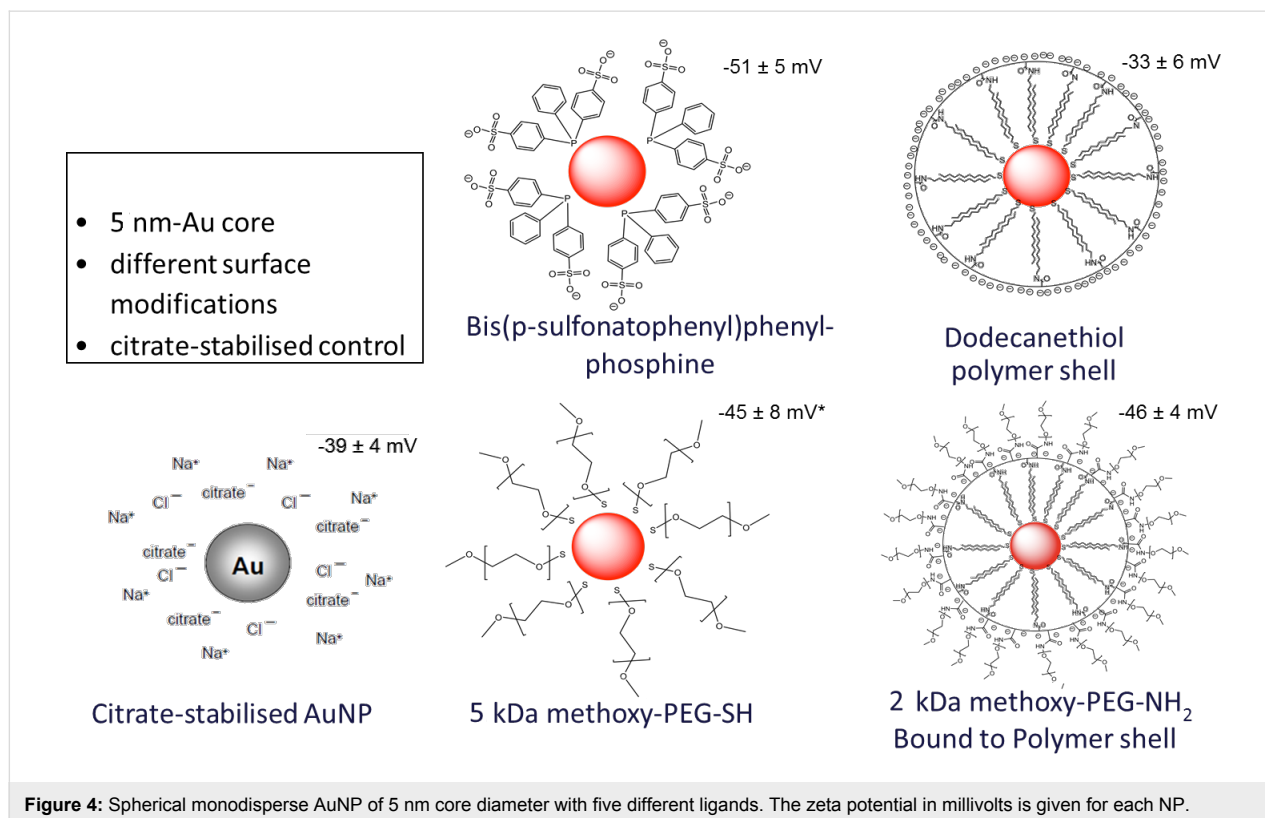 • 5 nm-Au core
• different surface
modifications
• citrate-stabilised control
-51 ± 5 mV
Bis(p-sulfonatophenyl)phenyl-
phosphine
-33 ± 6 mV
Dodecanethiol
polymer shell
-39 ± 4 mV
Na⁺
Na⁺
Cl⁻
citrate⁻
Cl⁻
Na⁺
Na⁺
citrate⁻
citrate⁻
Au
Cl⁻
Cl⁻
Na⁺
Na⁺
citrate⁻
citrate⁻
Cl⁻
Na⁺
Na⁺
Citrate-stabilised AuNP
-45 ± 8 mV*
5 kDa methoxy-PEG-SH
-46 ± 4 mV
2 kDa methoxy-PEG-NH₂
Bound to Polymer shell
Figure 4: Spherical monodisperse AuNP of 5 nm core diameter with five different ligands. The zeta potential in millivolts is given for each NP.